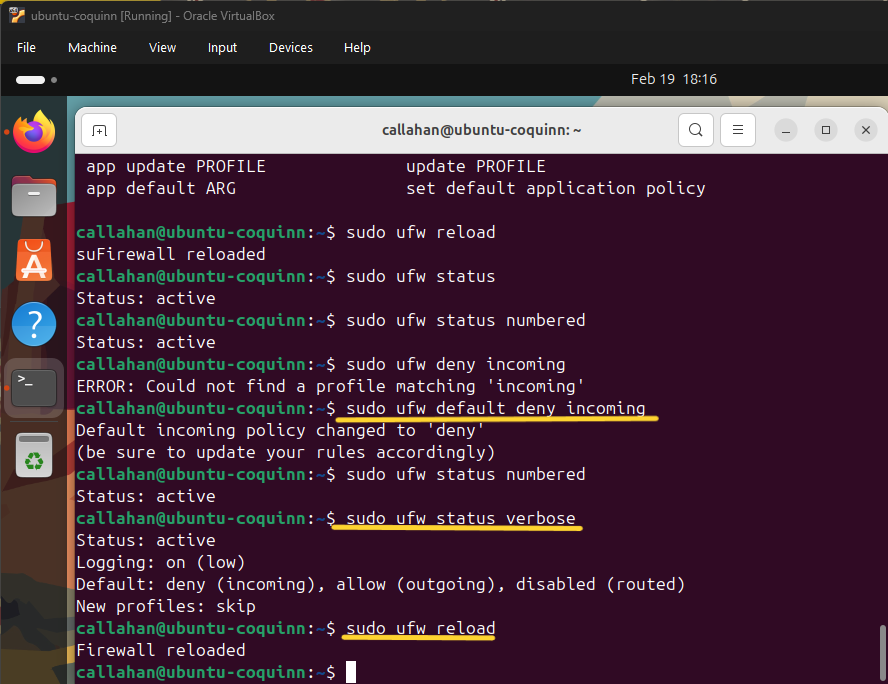 ubuntu-coquinn [Running] - Oracle VirtualBox
File Machine View Input Devices Help
Feb 19 18:16
callahan@ubuntu-coquinn: ~
app update PROFILE update PROFILE
app default ARG set default application policy
callahan@ubuntu-coquinn:~$ sudo ufw reload
suFirewall reloaded
callahan@ubuntu-coquinn:~$ sudo ufw status
Status: active
callahan@ubuntu-coquinn:~$ sudo ufw status numbered
Status: active
callahan@ubuntu-coquinn:~$ sudo ufw deny incoming
ERROR: Could not find a profile matching 'incoming'
callahan@ubuntu-coquinn:~$ sudo ufw default deny incoming
Default incoming policy changed to 'deny'
(be sure to update your rules accordingly)
callahan@ubuntu-coquinn:~$ sudo ufw status numbered
Status: active
callahan@ubuntu-coquinn:~$ sudo ufw status verbose
Status: active
Logging: on (low)
Default: deny (incoming), allow (outgoing), disabled (routed)
New profiles: skip
callahan@ubuntu-coquinn:~$ sudo ufw reload
Firewall reloaded
callahan@ubuntu-coquinn:~$